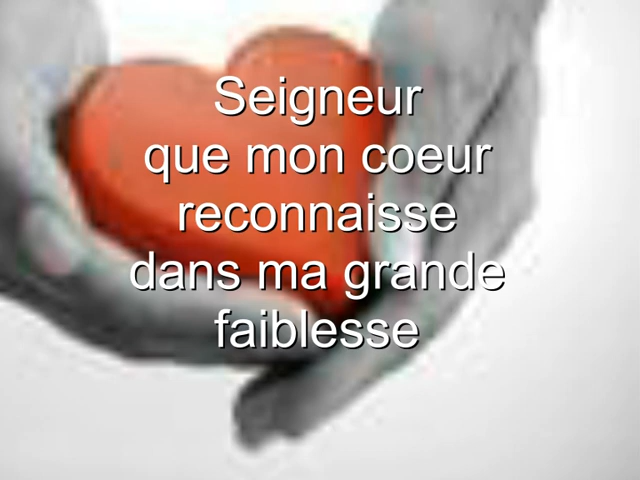 Seigneur
que mon coeur
reconnaisse
dans ma grande
faiblesse